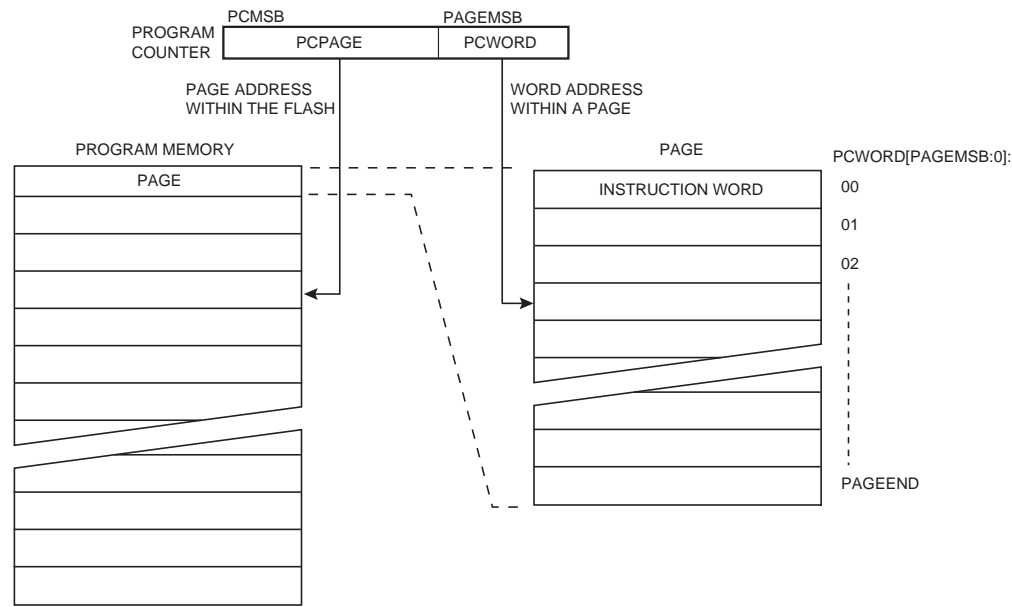 PCMSB
PAGEMSB
PROGRAM
COUNTER
PCPAGE
PCWORD
PAGE ADDRESS
WITHIN THE FLASH
WORD ADDRESS
WITHIN A PAGE
PROGRAM MEMORY
PAGE
PAGE
INSTRUCTION WORD
PCWORD[PAGEMSB:0]:
00
01
02
PAGEEND